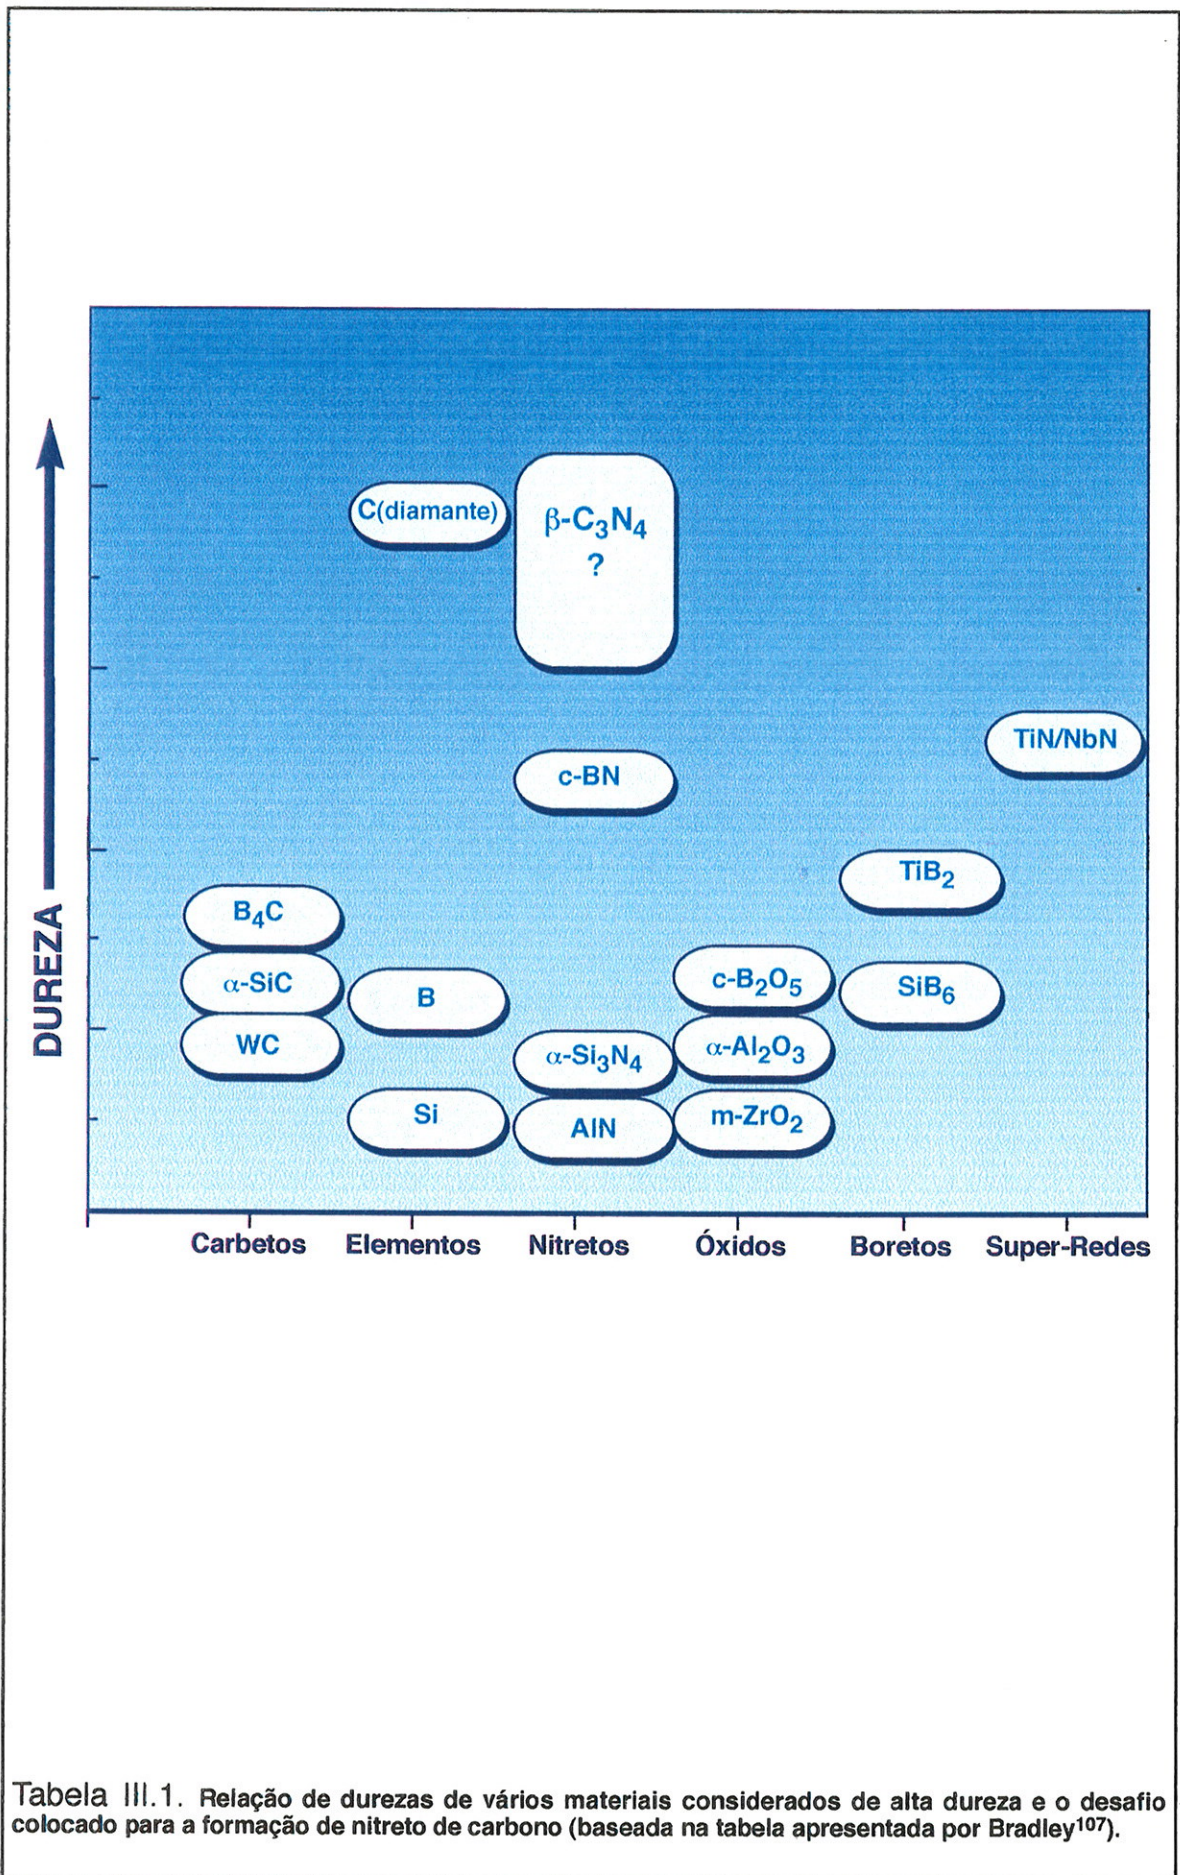 C(diamante)
β-C₃N₄
?
TiN/NbN
c-BN
TiB₂
B₄C
c-B₂O₅
SiB₆
α-SiC
B
WC
α-Si₃N₄
α-Al₂O₃
Si
AlN
m-ZrO₂
DUREZA
Carbetos Elementos Nitretos Óxidos Boretos Super-Redes
Tabela III.1. Relação de durezas de vários materiais considerados de alta dureza e o desafio
colocado para a formação de nitreto de carbono (baseada na tabela apresentada por Bradley¹⁰⁷).